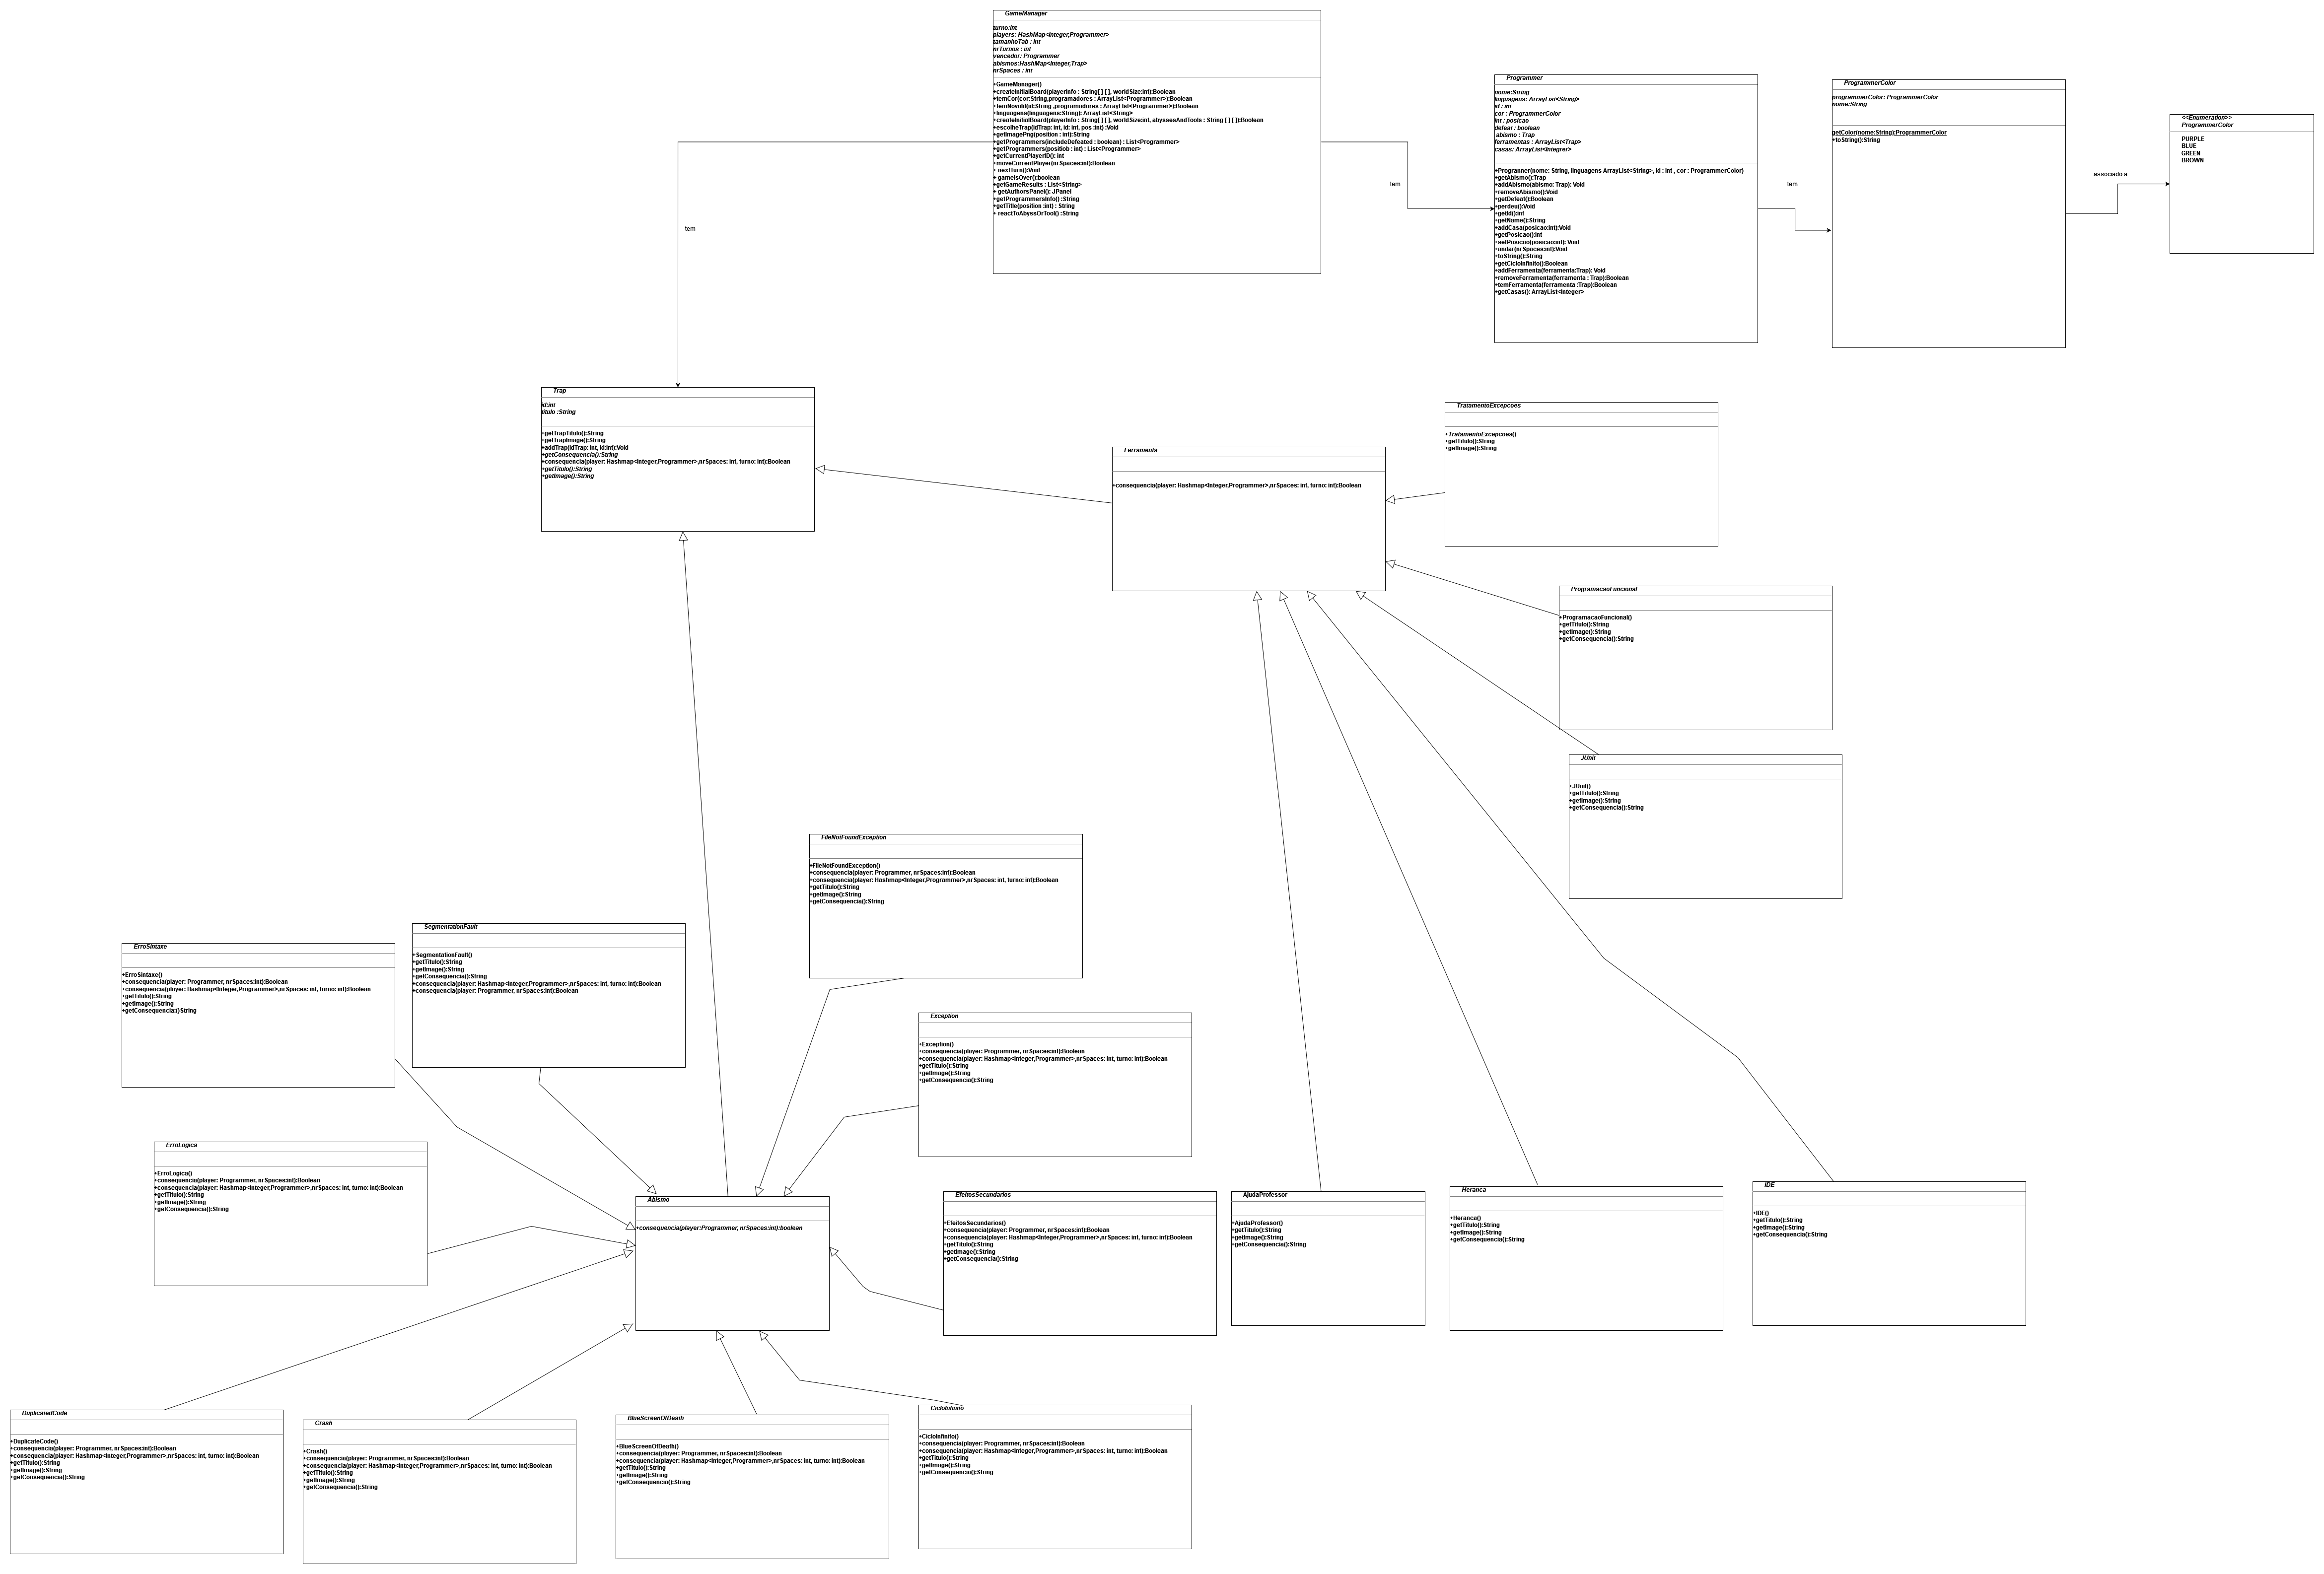 GameManager
turno:int
players: HashMap<Integer,Programmer>
tamanhoTab : int
nrTurnos : int
vencedor: Programmer
abismos:HashMap<Integer,Trap>
nrSpaces : int
+GameManager()
+createInitialBoard(playerInfo : String[ ] [ ], worldSize:int):Boolean
+temCor(cor:String,programadores : ArrayList<Programmer>):Boolean
+temNovoId(id:String ,programadores : ArrayLIst<Programmer>):Boolean
+linguagens(linguagens:String): ArrayList<String>
+createInitialBoard(playerInfo : String[ ] [ ], worldSize:int, abyssesAndTools : String [ ] [ ]):Boolean
+escolheTrap(idTrap: int, id: int, pos :int) :Void
+getImagePng(position : int):String
+getProgrammers(includeDefeated : boolean) : List<Programmer>
+getProgrammers(positiob : int) : List<Programmer>
+getCurrentPlayerID(): int
+moveCurrentPlayer(nrSpaces:int):Boolean
+ nextTurn():Void
+ gameIsOver():boolean
+getGameResults : List<String>
+ getAuthorsPanel(): JPanel
+getProgrammersInfo() :String
+getTitle(position :int) : String
+ reactToAbyssOrTool() :String
tem
Programmer
nome:String
linguagens: ArrayList<String>
id : int
cor : ProgrammerColor
int : posicao
defeat : boolean
abismo : Trap
ferramentas : ArrayList<Trap>
casas: ArrayList<Integrer>
+Progranner(nome: String, linguagens ArrayList<String>, id : int , cor : ProgrammerColor)
+getAbismo():Trap
+addAbismo(abismo: Trap): Void
+removeAbismo():Void
+getDefeat():Boolean
+perdeu():Void
+getId():int
+getName():String
+addCasa(posicao:int):Void
+getPosicao():int
+setPosicao(posicao:int): Void
+andar(nrSpaces:int):Void
+toString():String
+getCicloInfinito():Boolean
+addFerramenta(ferramenta:Trap): Void
+removeFerramenta(ferramenta : Trap):Boolean
+temFerramenta(ferramenta :Trap):Boolean
+getCasas(): ArrayList<Integer>
tem
ProgrammerColor
programmerColor: ProgrammerColor
nome:String
getColor(nome:String):ProgrammerColor
+toString():String
associado a
<<Enumeration>>
ProgrammerColor
PURPLE
BLUE
GREEN
BROWN
tem
Trap
id:int
titulo :String
+getTrapTitulo():String
+getTrapImage():String
+addTrap(idTrap: int, id:int):Void
+getConsequencia():String
+consequencia(player: Hashmap<Integer,Programmer>,nrSpaces: int, turno: int):Boolean
+getTitulo():String
+getImage():String
Ferramenta
+consequencia(player: Hashmap<Integer,Programmer>,nrSpaces: int, turno: int):Boolean
TratamentoExcepcoes
+TratamentoExcepcoes()
+getTitulo():String
+getImage():String
ProgramacaoFuncional
+ProgramacaoFuncional()
+getTitulo():String
+getImage():String
+getConsequencia():String
JUnit
+JUnit()
+getTitulo():String
+getImage():String
+getConsequencia():String
FileNotFoundException
+FileNotFoundException()
+consequencia(player: Programmer, nrSpaces:int):Boolean
+consequencia(player: Hashmap<Integer,Programmer>,nrSpaces: int, turno: int):Boolean
+getTitulo():String
+getImage():String
+getConsequencia():String
SegmentationFault
+SegmentationFault()
+getTitulo():String
+getImage():String
+getConsequencia():String
+consequencia(player: Hashmap<Integer,Programmer>,nrSpaces: int, turno: int):Boolean
+consequencia(player: Programmer, nrSpaces:int):Boolean
ErroSintaxe
+ErroSintaxe()
+consequencia(player: Programmer, nrSpaces:int):Boolean
+consequencia(player: Hashmap<Integer,Programmer>,nrSpaces: int, turno: int):Boolean
+getTitulo():String
+getImage():String
+getConsequencia:()String
Exception
+Exception()
+consequencia(player: Programmer, nrSpaces:int):Boolean
+consequencia(player: Hashmap<Integer,Programmer>,nrSpaces: int, turno: int):Boolean
+getTitulo():String
+getImage():String
+getConsequencia():String
ErroLogica
+ErroLogica()
+consequencia(player: Programmer, nrSpaces:int):Boolean
+consequencia(player: Hashmap<Integer,Programmer>,nrSpaces: int, turno: int):Boolean
+getTitulo():String
+getImage():String
+getConsequencia():String
Abismo
+consequencia(player:Programmer, nrSpaces:int):boolean
EfeitosSecundarios
+EfeitosSecundarios()
+consequencia(player: Programmer, nrSpaces:int):Boolean
+consequencia(player: Hashmap<Integer,Programmer>,nrSpaces: int, turno: int):Boolean
+getTitulo():String
+getImage():String
+getConsequencia():String
AjudaProfessor
+AjudaProfessor()
+getTitulo():String
+getImage():String
+getConsequencia():String
Heranca
+Heranca()
+getTitulo():String
+getImage():String
+getConsequencia():String
IDE
+IDE()
+getTitulo():String
+getImage():String
+getConsequencia():String
DuplicatedCode
+DuplicateCode()
+consequencia(player: Programmer, nrSpaces:int):Boolean
+consequencia(player: Hashmap<Integer,Programmer>,nrSpaces: int, turno: int):Boolean
+getTitulo():String
+getImage():String
+getConsequencia():String
Crash
+Crash()
+consequencia(player: Programmer, nrSpaces:int):Boolean
+consequencia(player: Hashmap<Integer,Programmer>,nrSpaces: int, turno: int):Boolean
+getTitulo():String
+getImage():String
+getConsequencia():String
BlueScreenOfDeath
+BlueScreenOfDeath()
+consequencia(player: Programmer, nrSpaces:int):Boolean
+consequencia(player: Hashmap<Integer,Programmer>,nrSpaces: int, turno: int):Boolean
+getTitulo():String
+getImage():String
+getConsequencia():String
CicloInfinito
+CicloInfinito()
+consequencia(player: Programmer, nrSpaces:int):Boolean
+consequencia(player: Hashmap<Integer,Programmer>,nrSpaces: int, turno: int):Boolean
+getTitulo():String
+getImage():String
+getConsequencia():String